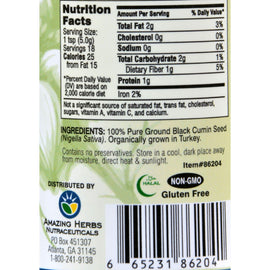 Nutrition
Facts
Serving Size:
1 tsp (5.0g)
Servings 18
Calories 25
from Fat 15
*Percent Daily Value
(DV) are based on
2,000 calorie diet
Amount Per Serving % Daily Value*
Total Fat 2g 3%
Cholesterol 0g 0%
Sodium 0g 0%
Total Carbohydrate 2g 1%
Dietary Fiber 1g 5%
Protein 1g
Iron 2%
Not a significant source of saturated fat, trans fat, cholesterol,
sugars, vitamin A, vitamin C, and calcium.
INGREDIENTS: 100% Pure Ground Black Cumin Seed
(Nigella Sativa). Organically grown in Turkey.
Contains no preservatives. Store in a cool, dark place away
from moisture, direct heat / sunlight.
Item#86204
DISTRIBUTED BY
AMAZING HERBS
NUTRACEUTICALS
PO BOX 451307
Atlanta, GA 31145
1-800-241-9138
HALAL
NON-GMO
Gluten Free
6 65231 86204